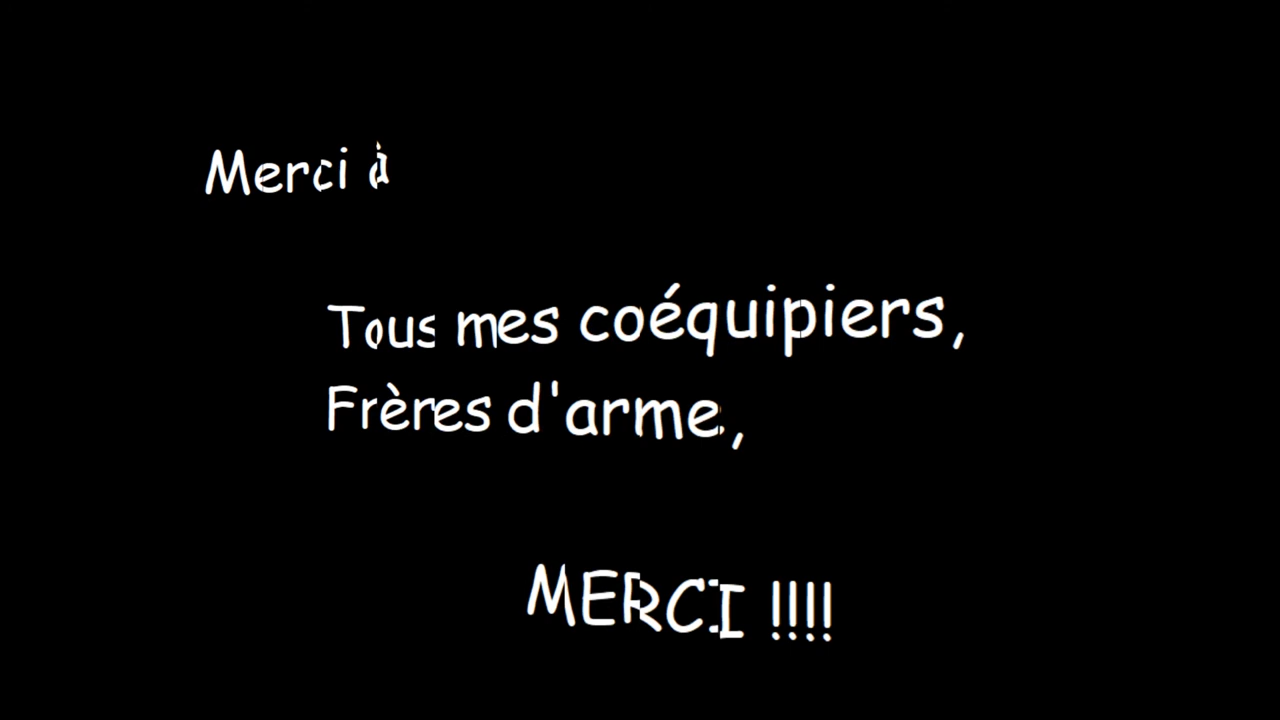 Merci à
Tous mes coéquipiers,
Frères d'arme,
MERCI !!!!